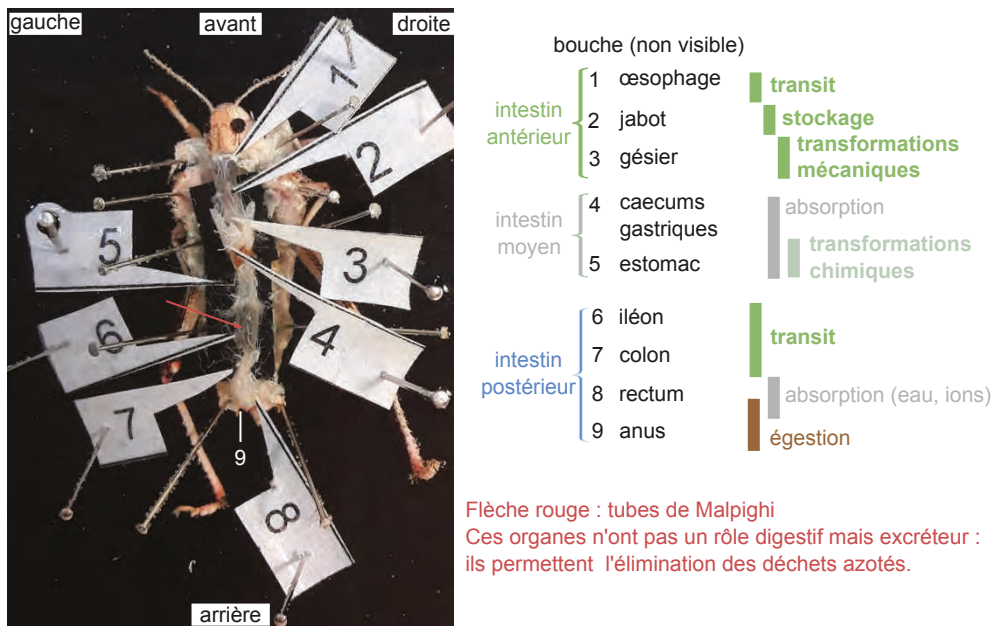 gauche
avant
droite
1
2
3
4
5
6
7
8
9
arrière
bouche (non visible)
intestin antérieur
1 œsophage
2 jabot
3 gésier
transit
stockage
transformations
mécaniques
intestin moyen
4 caecums
gastriques
5 estomac
absorption
transformations
chimiques
intestin postérieur
6 iléon
7 colon
8 rectum
9 anus
transit
absorption (eau, ions)
égestion
Flèche rouge : tubes de Malpighi
Ces organes n'ont pas un rôle digestif mais excréteur :
ils permettent l'élimination des déchets azotés.